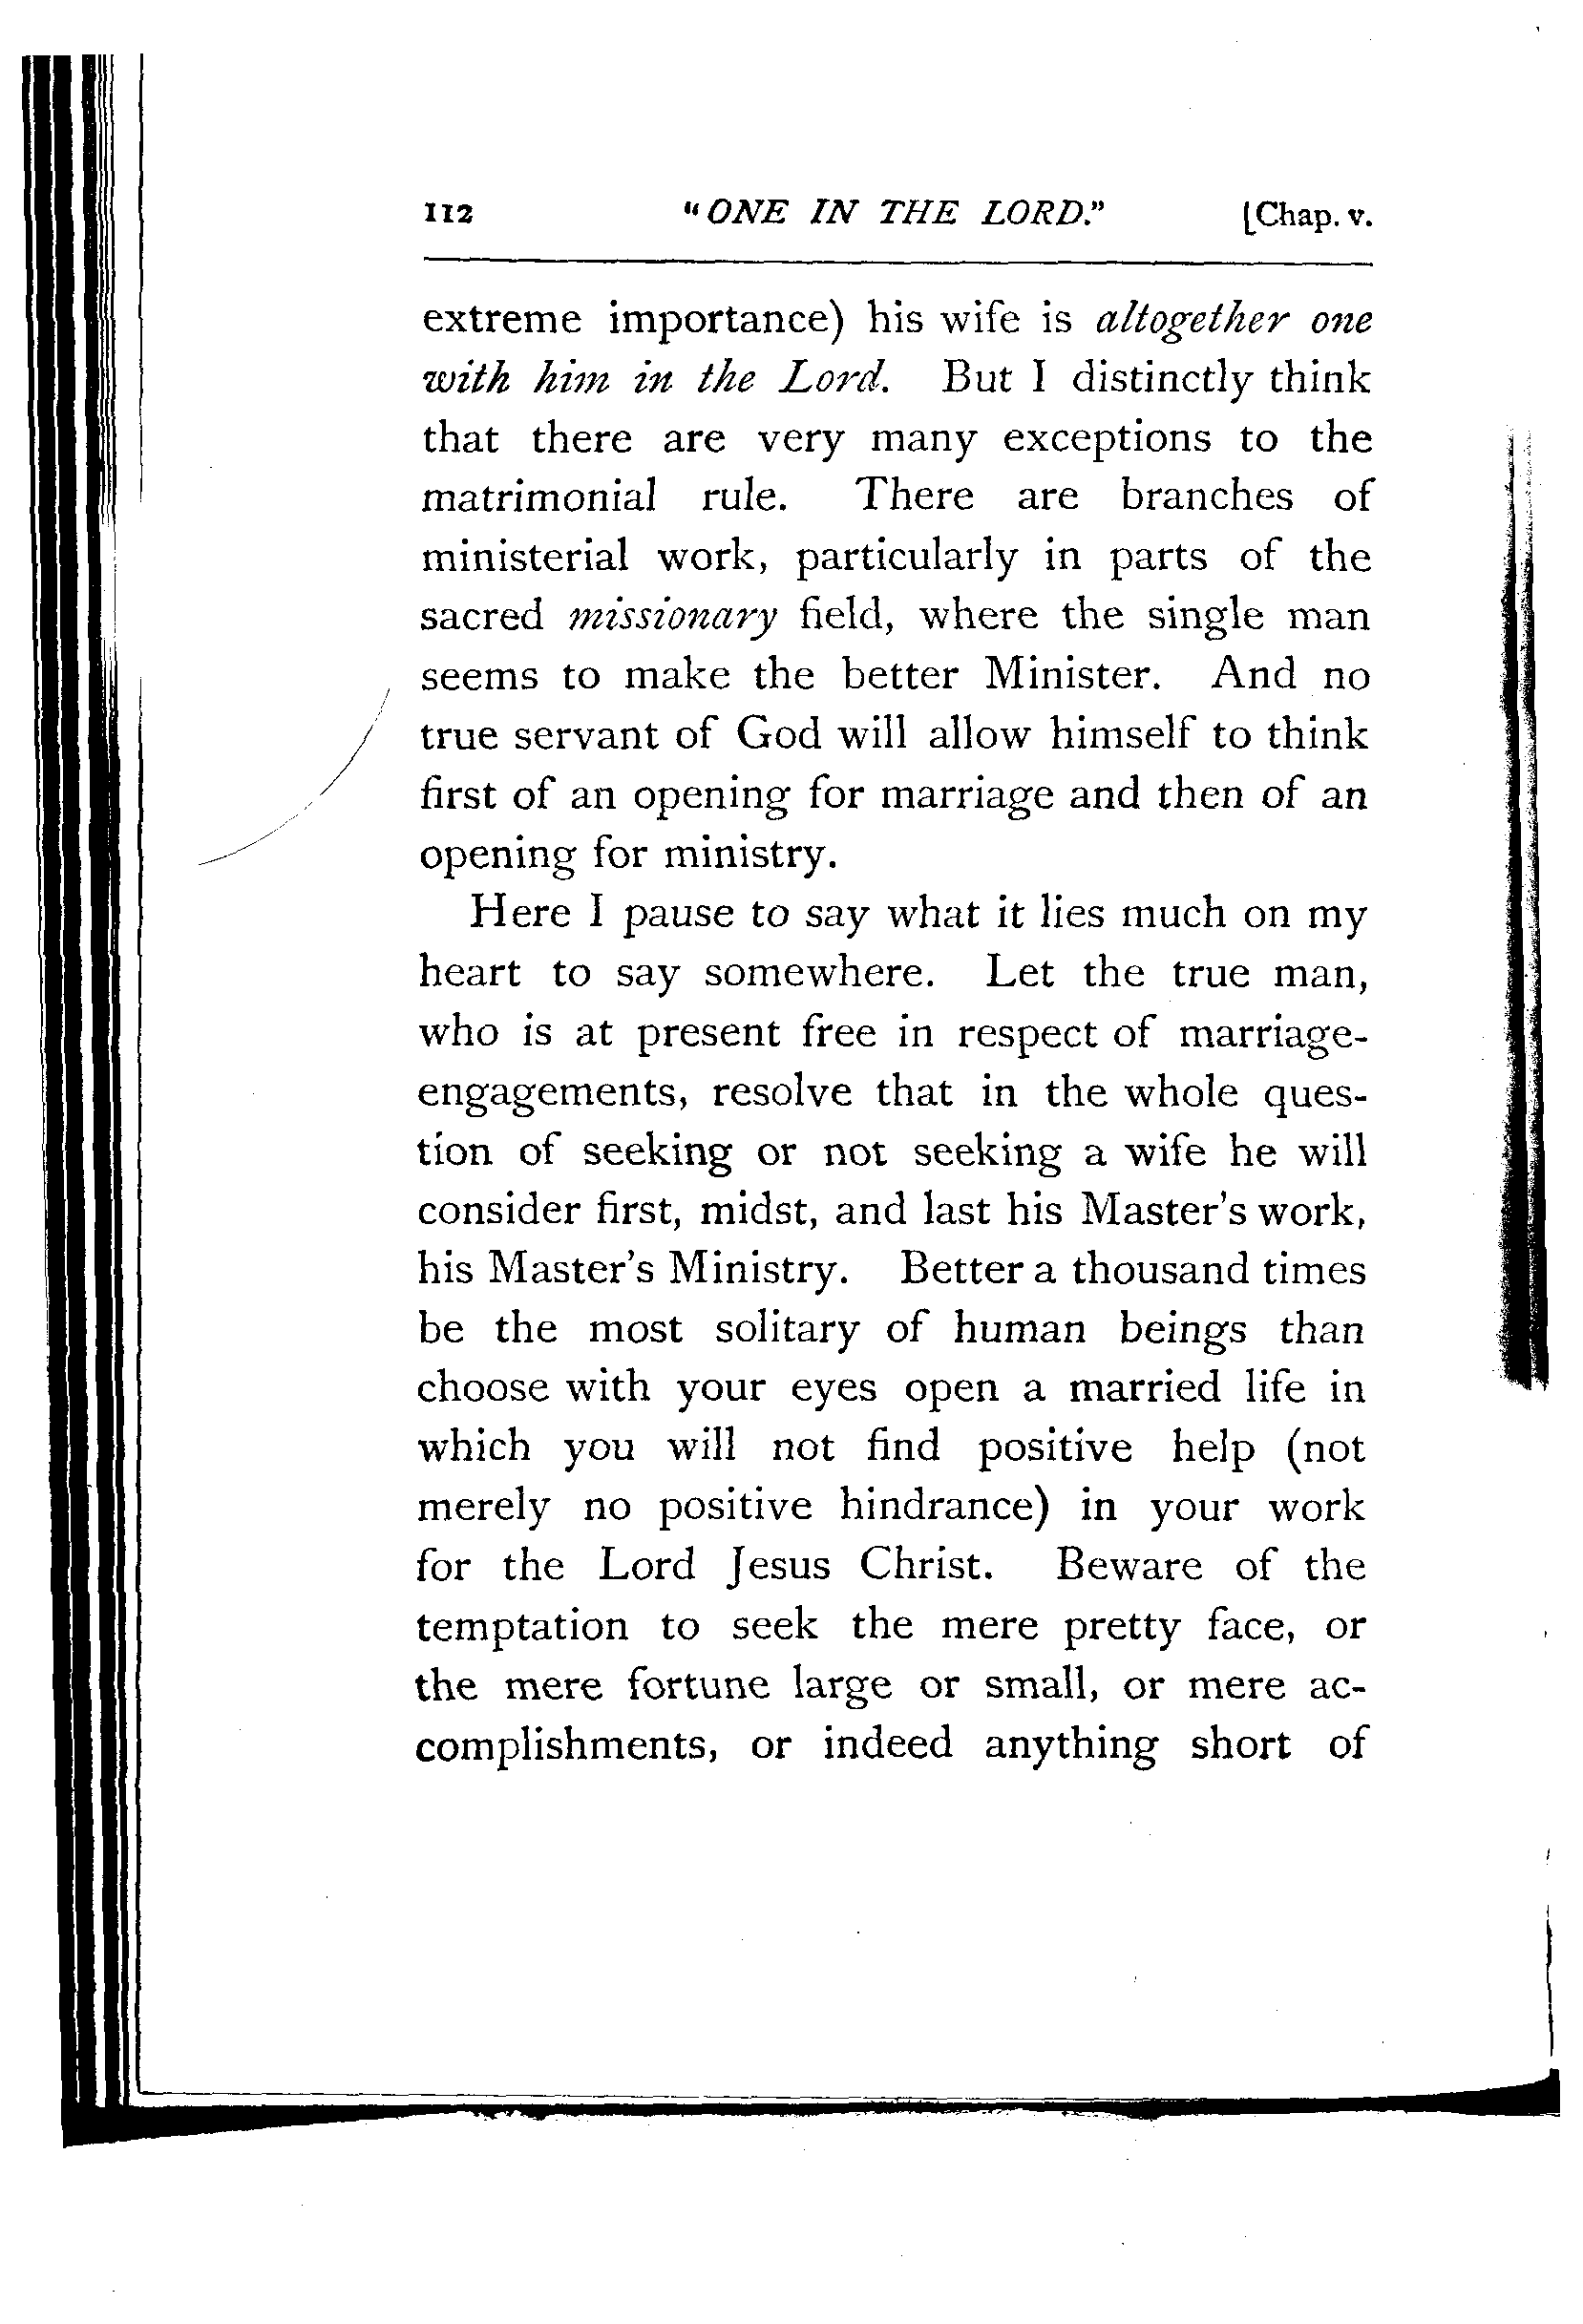 112 "ONE IN THE LORD." [Chap. v.
extreme importance) his wife is altogether one
with him in the Lord. But I distinctly think
that there are very many exceptions to the
matrimonial rule. There are branches of
ministerial work, particularly in parts of the
sacred missionary field, where the single man
seems to make the better Minister. And no
true servant of God will allow himself to think
first of an opening for marriage and then of an
opening for ministry.
Here I pause to say what it lies much on my
heart to say somewhere. Let the true man,
who is at present free in respect of marriage-
engagements, resolve that in the whole ques-
tion of seeking or not seeking a wife he will
consider first, midst, and last his Master's work,
his Master's Ministry. Better a thousand times
be the most solitary of human beings than
choose with your eyes open a married life in
which you will not find positive help (not
merely no positive hindrance) in your work
for the Lord Jesus Christ. Beware of the
temptation to seek the mere pretty face, or
the mere fortune large or small, or mere ac-
complishments, or indeed anything short of